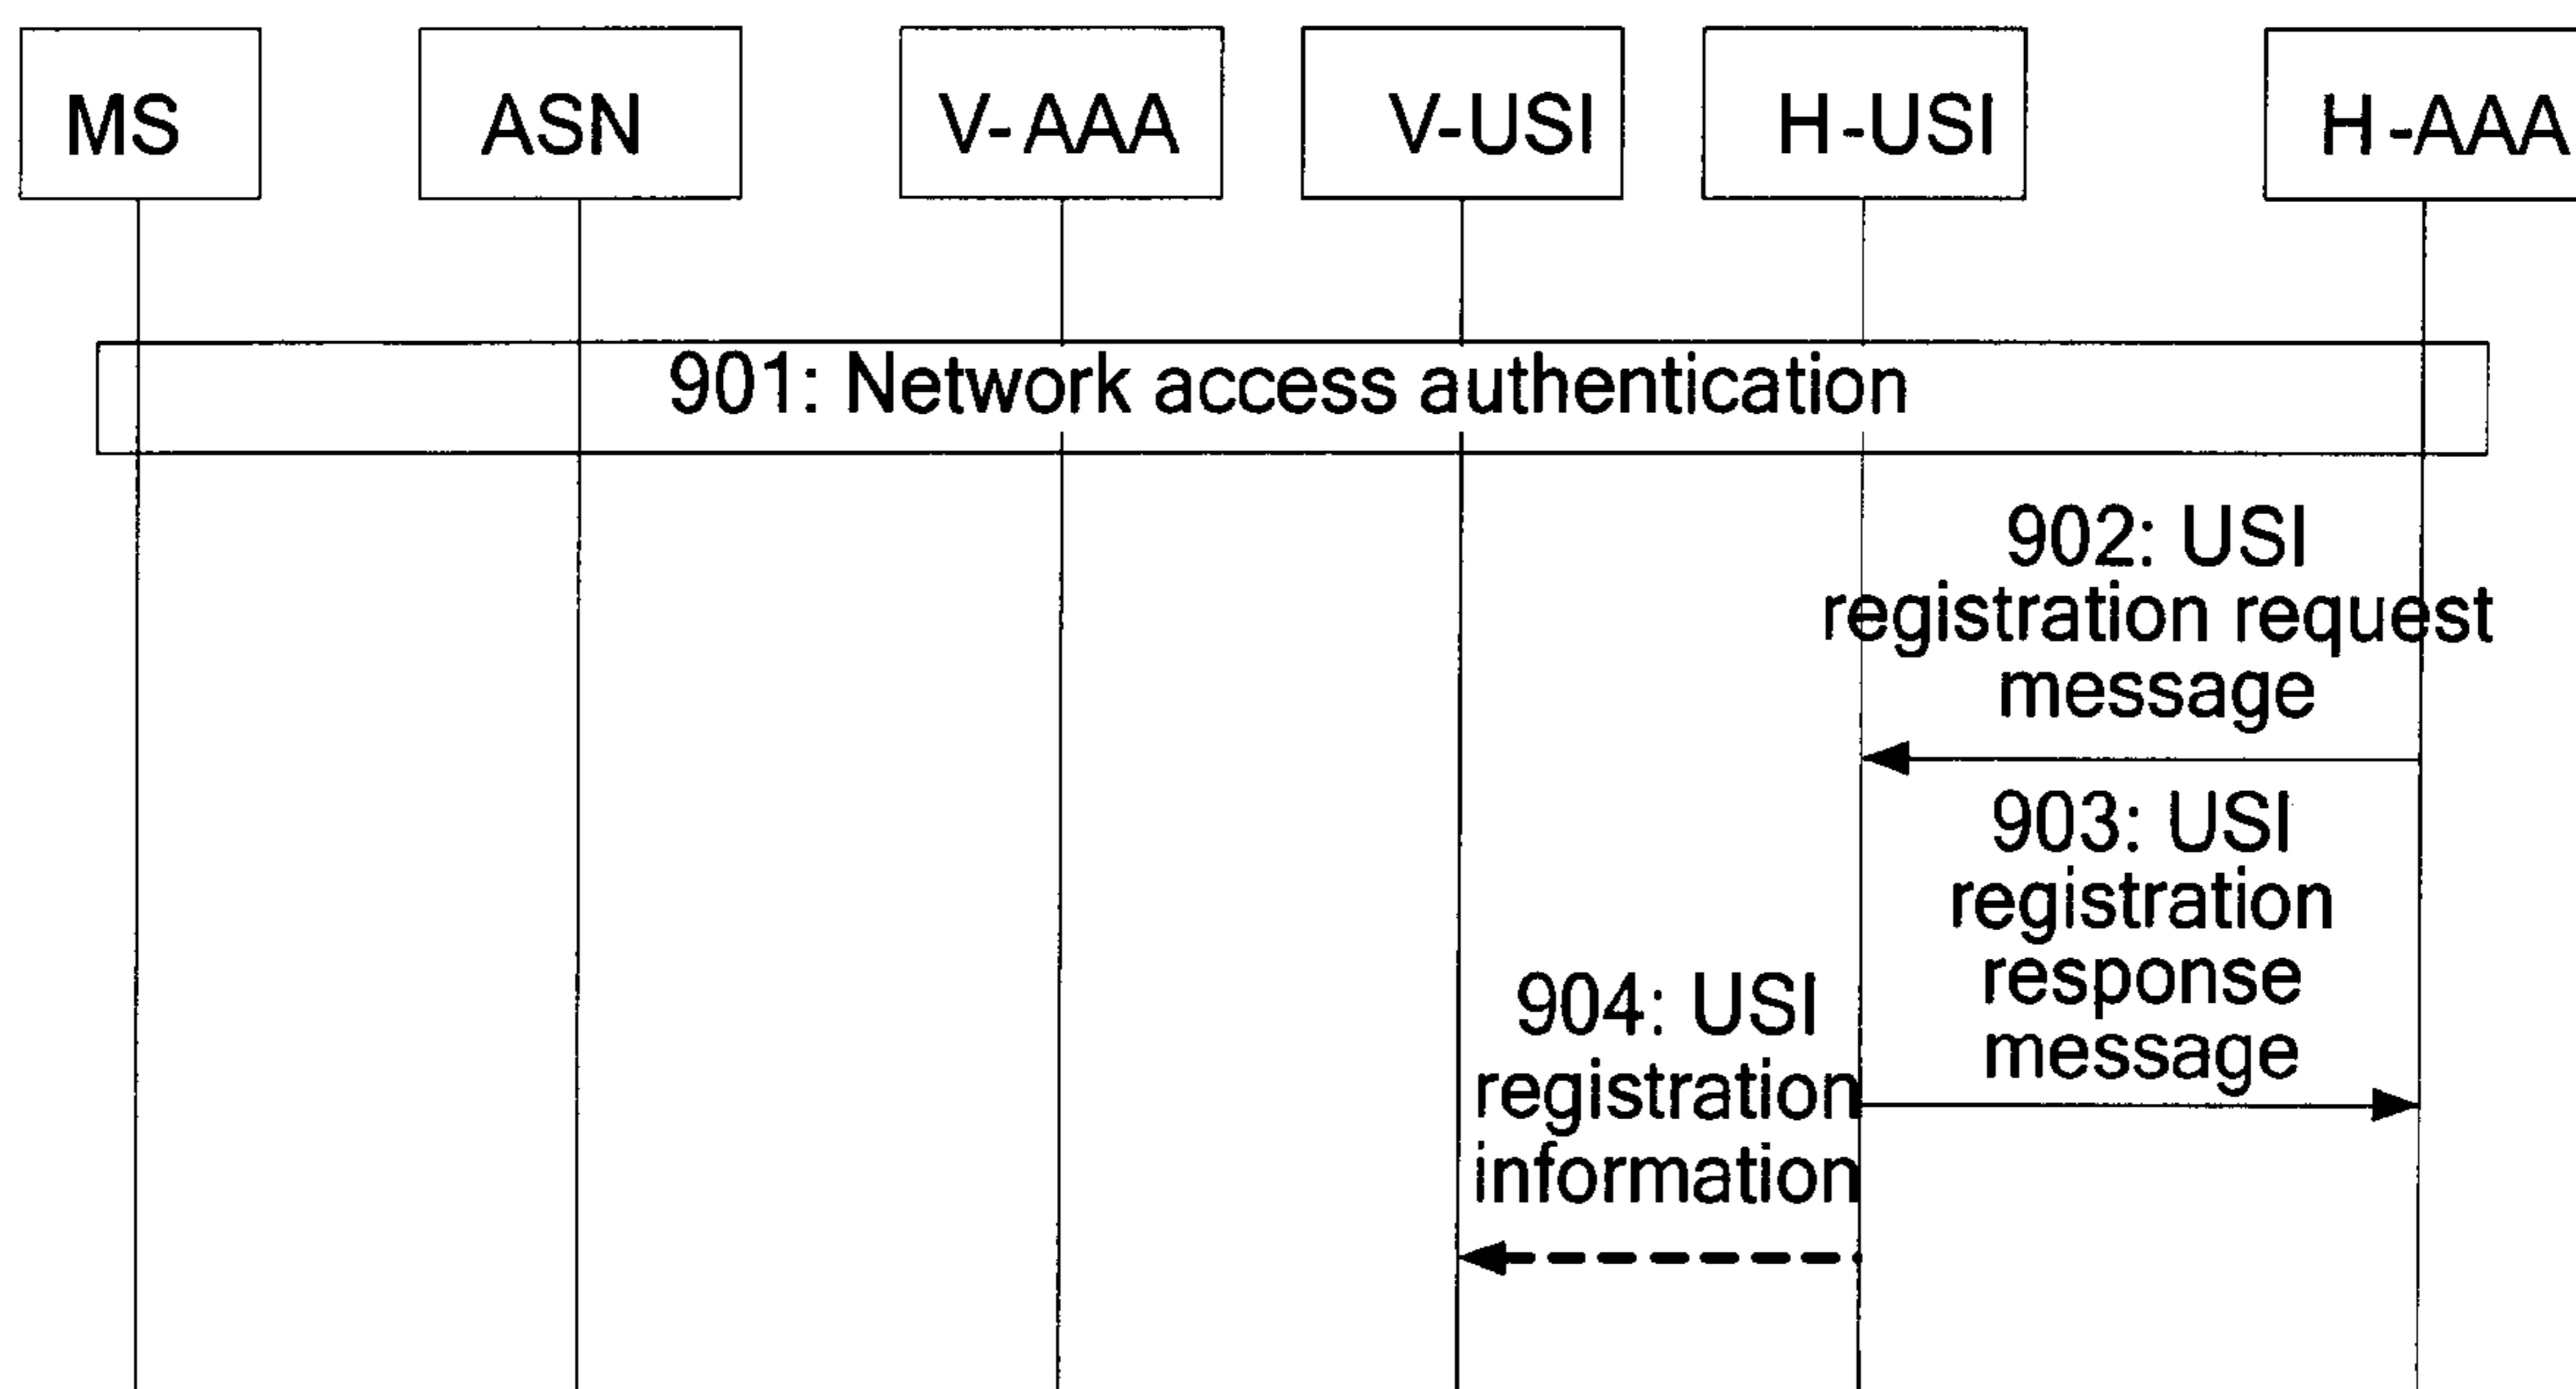 MS
ASN
V-AAA
V-USI
H-USI
H-AAA
901: Network access authentication
902: USI
registration request
message
903: USI
registration
response
message
904: USI
registration
information